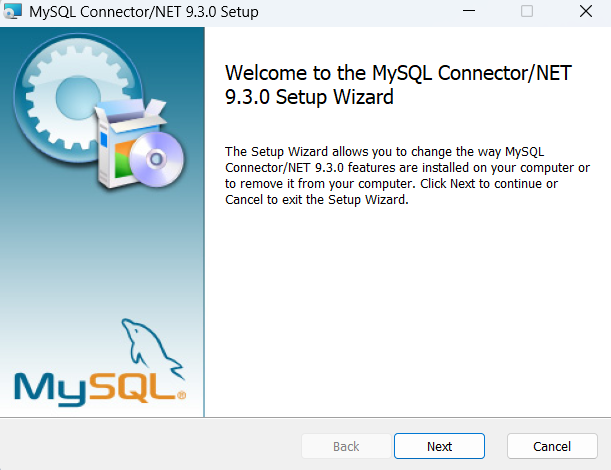 MySQL Connector/NET 9.3.0 Setup
Welcome to the MySQL Connector/NET
9.3.0 Setup Wizard
The Setup Wizard allows you to change the way MySQL
Connector/NET 9.3.0 features are installed on your computer or
to remove it from your computer. Click Next to continue or
Cancel to exit the Setup Wizard.
MySQL®
Back
Next
Cancel